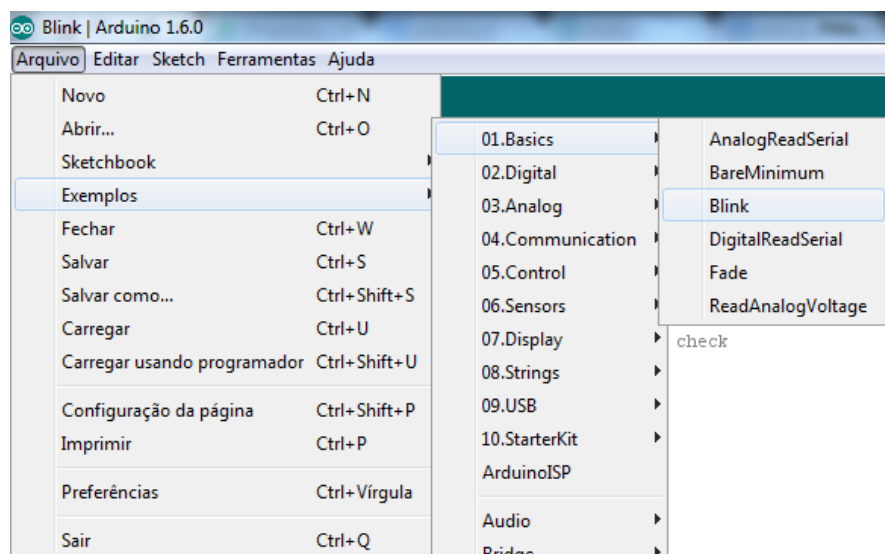 Blink | Arduino 1.6.0
Arquivo Editar Sketch Ferramentas Ajuda
Novo Ctrl+N
Abrir... Ctrl+O
Sketchbook
Exemplos
Fechar Ctrl+W
Salvar Ctrl+S
Salvar como... Ctrl+Shift+S
Carregar Ctrl+U
Carregar usando programador Ctrl+Shift+U
Configuração da página Ctrl+Shift+P
Imprimir Ctrl+P
Preferências Ctrl+Vírgula
Sair Ctrl+Q
01.Basics
02.Digital
03.Analog
04.Communication
05.Control
06.Sensors
07.Display
08.Strings
09.USB
10.StarterKit
ArduinoISP
Audio
Bridge
AnalogReadSerial
BareMinimum
Blink
DigitalReadSerial
Fade
ReadAnalogVoltage
check